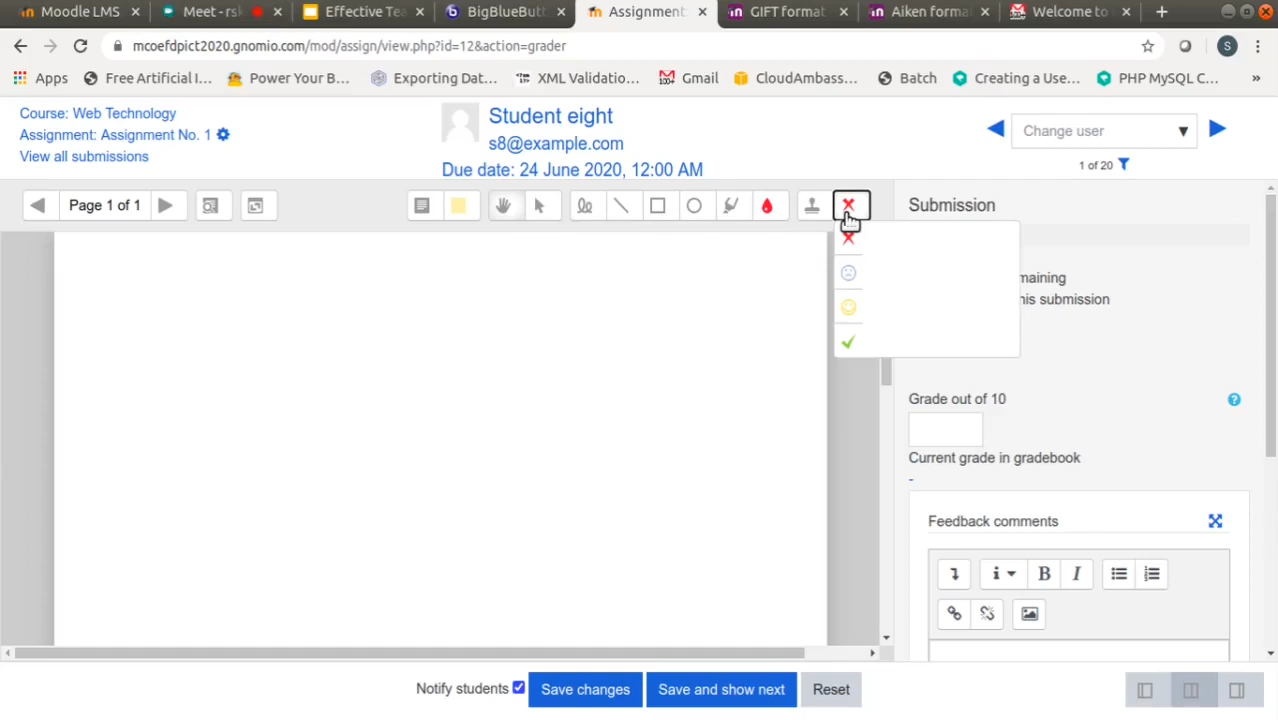 Moodle LMS
Meet - rsk
Effective Tea
BigBlueButt
Assignment
GIFT format
Aiken forma
Welcome to
mcoefdpict2020.gnomio.com/mod/assign/view.php?id=12&action=grader
S
Apps
Free Artificial I...
Power Your B...
Exporting Dat...
XML Validatio...
Gmail
CloudAmbass...
Batch
Creating a Use...
PHP MySQL C...
»
Course: Web Technology
Assignment: Assignment No. 1
View all submissions
Student eight
s8@example.com
Due date: 24 June 2020, 12:00 AM
Change user
1 of 20
Page 1 of 1
Submission
maining
his submission
Grade out of 10
Current grade in gradebook
-
Feedback comments
B
I
Notify students
Save changes
Save and show next
Reset